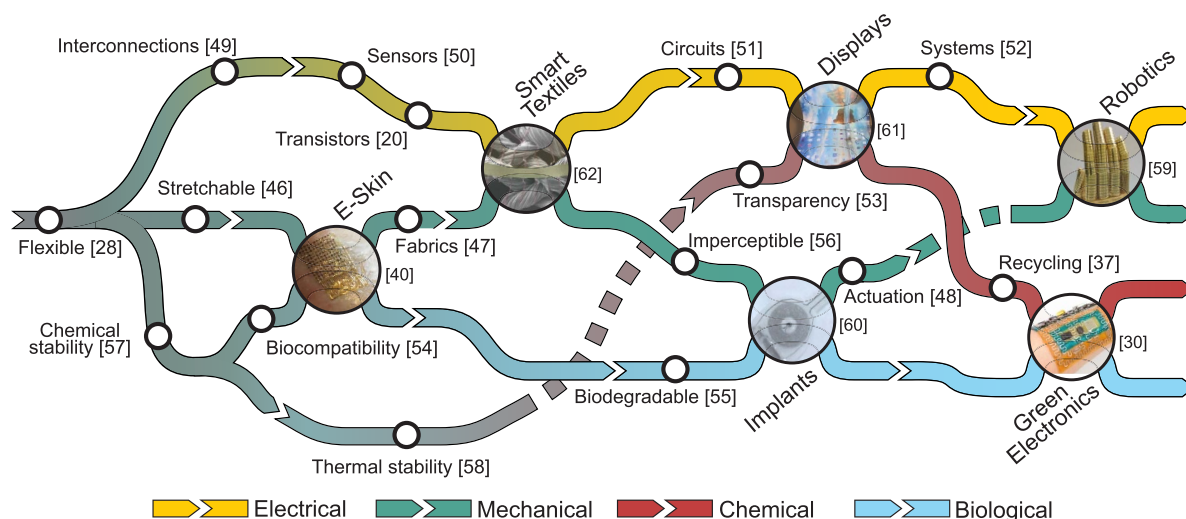 Interconnections [49]
Sensors [50]
Transistors [20]
Smart
Textiles
[62]
Circuits [51]
Displays
[61]
Systems [52]
Robotics
[59]
Stretchable [46]
E-Skin
[40]
Flexible [28]
Fabrics [47]
Transparency [53]
Imperceptible [56]
Actuation [48]
Recycling [37]
Chemical
stability [57]
Biocompatibility [54]
Biodegradable [55]
Implants
[60]
Green
Electronics
[30]
Thermal stability [58]
Electrical
Mechanical
Chemical
Biological